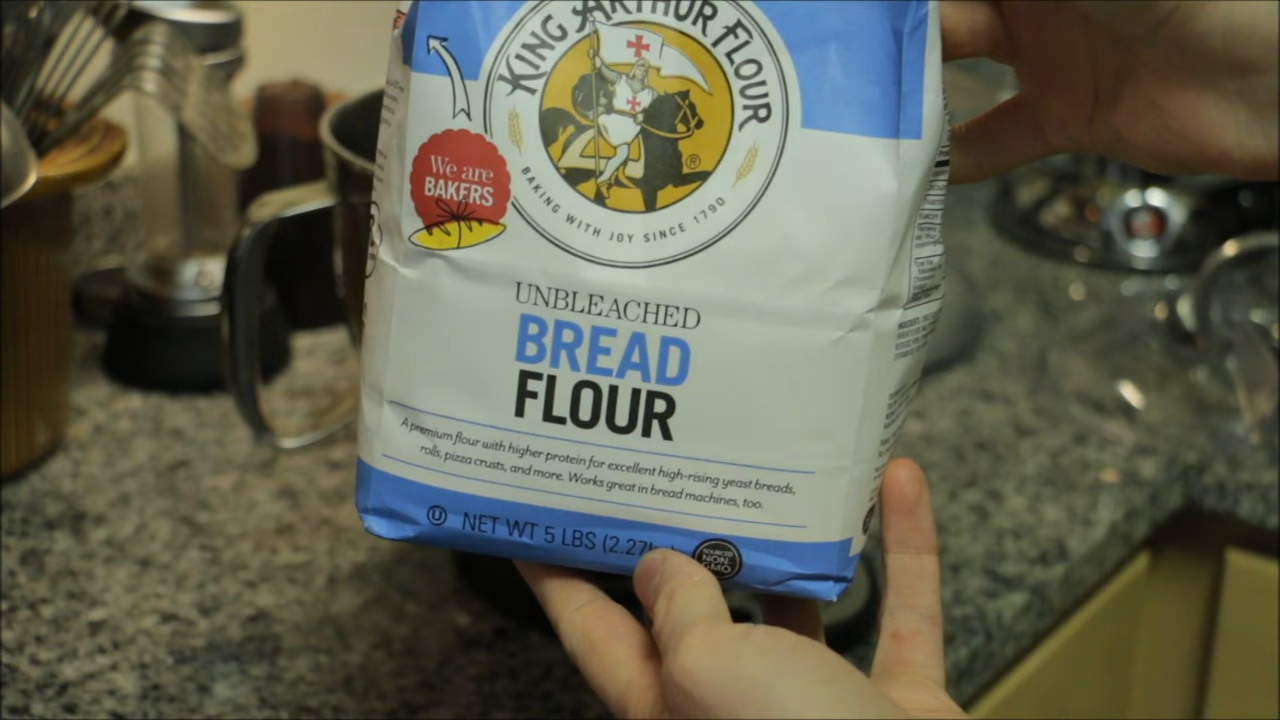 KING ARTHUR FLOUR
BAKING WITH JOY SINCE 1790
®
We are
BAKERS
UNBLEACHED
BREAD
FLOUR
A premium flour with higher protein for excellent high-rising yeast breads,
rolls, pizza crusts, and more. Works great in bread machines, too.
U NET WT 5 LBS (2.27
SOURCED
NON-
GMO